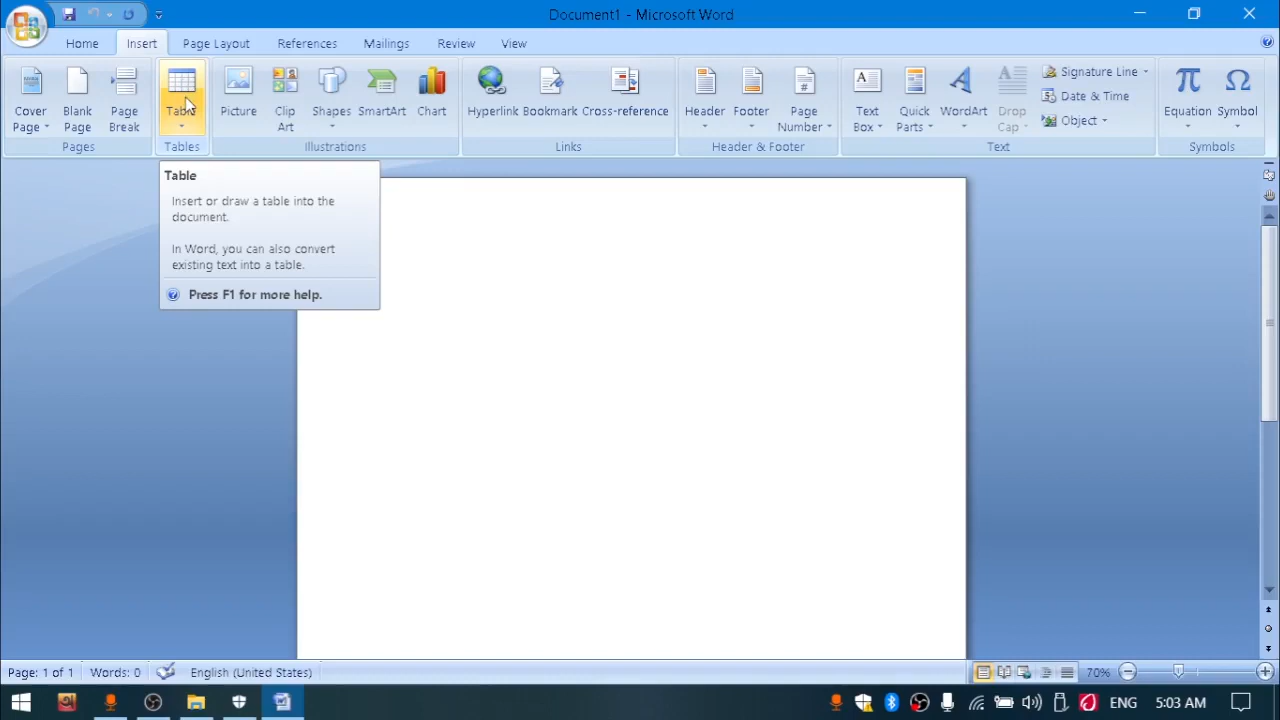 Document1 - Microsoft Word
Home Insert Page Layout References Mailings Review View
Cover Page Blank Page Page Break Table Picture Clip Art Shapes SmartArt Chart Hyperlink Bookmark Cross-reference Header Footer Page Number Text Box Quick Parts WordArt Drop Cap Signature Line Date & Time Object Equation Symbol
Pages Tables Illustrations Links Header & Footer Text Symbols
Table
Insert or draw a table into the
document.
In Word, you can also convert
existing text into a table.
Press F1 for more help.
Page: 1 of 1 Words: 0 English (United States) 70%
ENG 5:03 AM